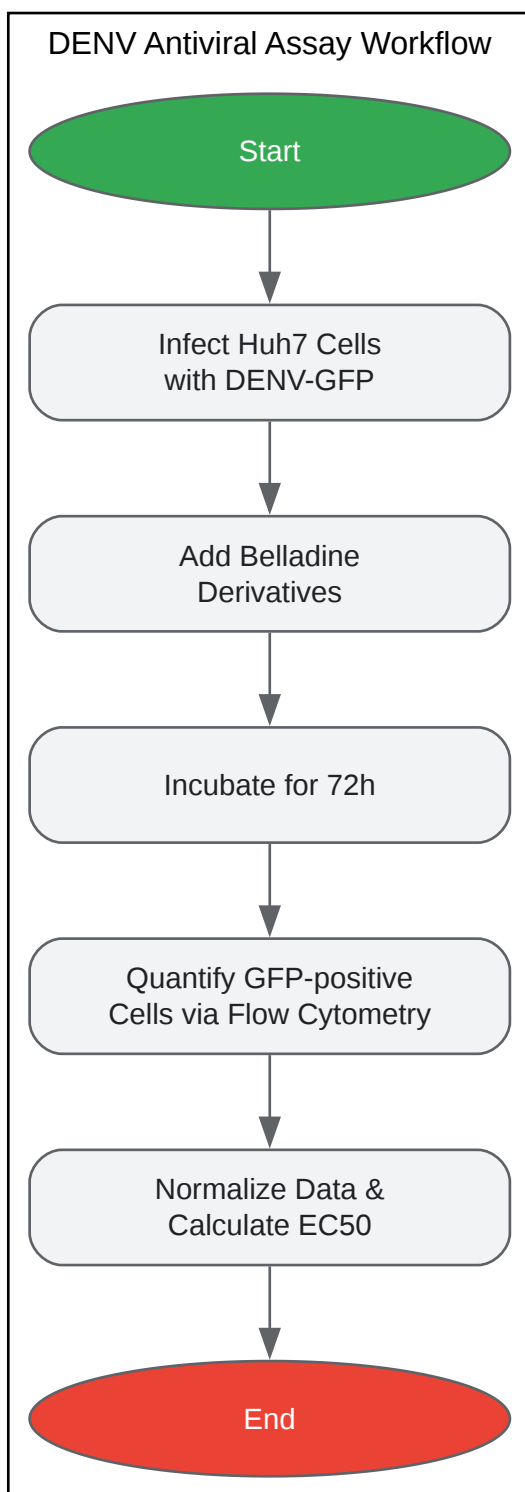 DENV Antiviral Assay Workflow
Start
Infect Huh7 Cells
with DENV-GFP
Add Belladine
Derivatives
Incubate for 72h
Quantify GFP-positive
Cells via Flow Cytometry
Normalize Data &
Calculate EC50
End